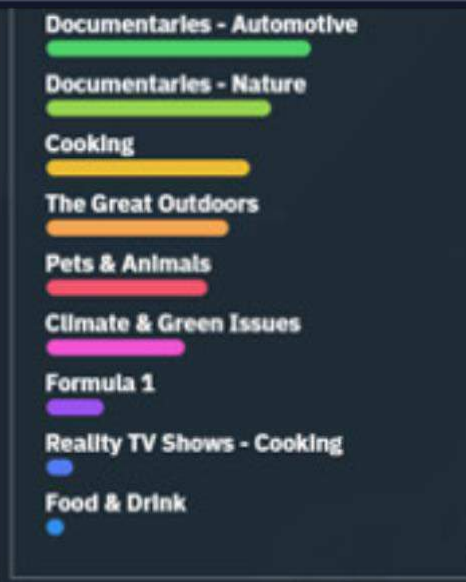 Documentaries - Automotive
Documentaries - Nature
Cooking
The Great Outdoors
Pets & Animals
Climate & Green Issues
Formula 1
Reality TV Shows - Cooking
Food & Drink